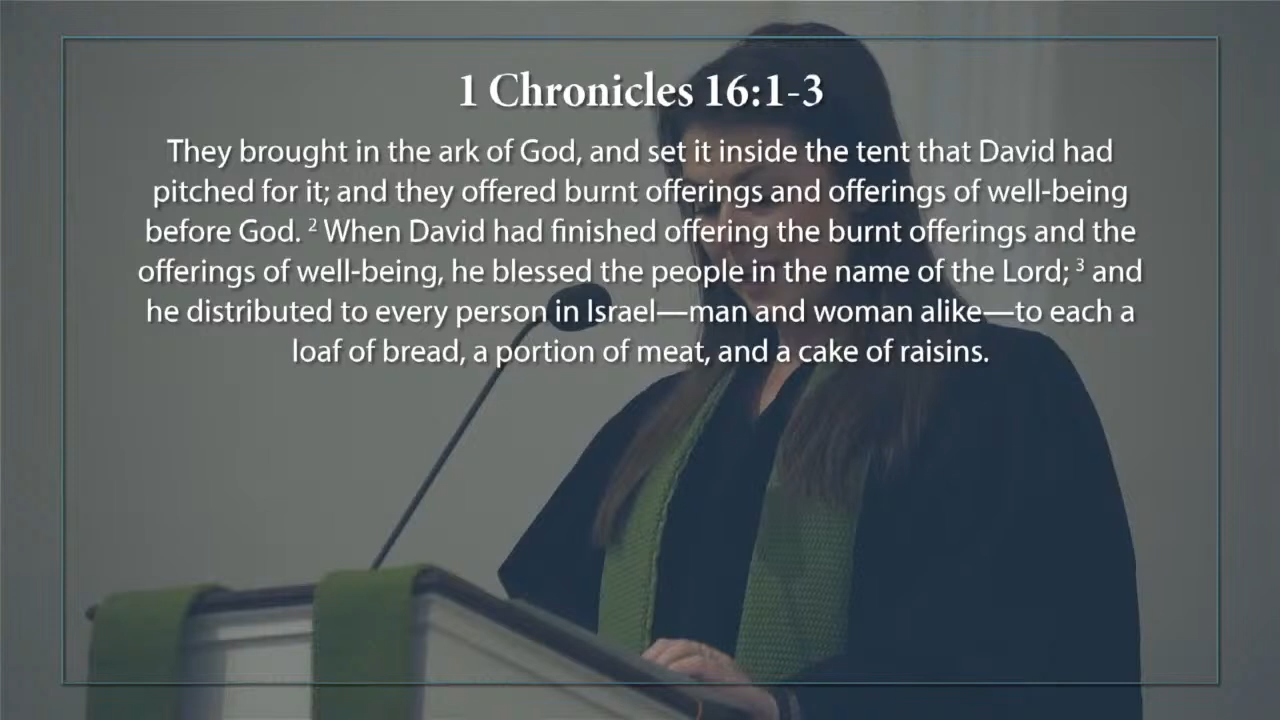 1 Chronicles 16:1-3
They brought in the ark of God, and set it inside the tent that David had
pitched for it; and they offered burnt offerings and offerings of well-being
before God. ² When David had finished offering the burnt offerings and the
offerings of well-being, he blessed the people in the name of the Lord; ³ and
he distributed to every person in Israel—man and woman alike—to each a
loaf of bread, a portion of meat, and a cake of raisins.